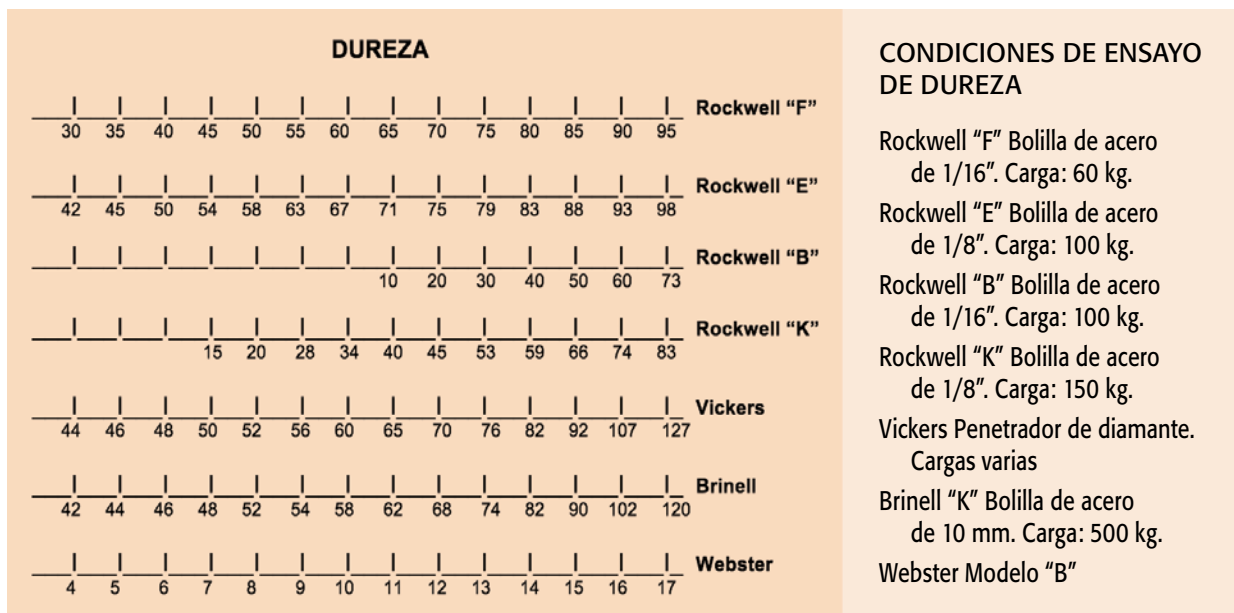 DUREZA
Rockwell “F”
30 35 40 45 50 55 60 65 70 75 80 85 90 95
Rockwell “E”
42 45 50 54 58 63 67 71 75 79 83 88 93 98
Rockwell “B”
10 20 30 40 50 60 73
Rockwell “K”
15 20 28 34 40 45 53 59 66 74 83
Vickers
44 46 48 50 52 56 60 65 70 76 82 92 107 127
Brinell
42 44 46 48 52 54 58 62 68 74 82 90 102 120
Webster
4 5 6 7 8 9 10 11 12 13 14 15 16 17
CONDICIONES DE ENSAYO
DE DUREZA
Rockwell “F” Bolilla de acero
de 1/16”. Carga: 60 kg.
Rockwell “E” Bolilla de acero
de 1/8”. Carga: 100 kg.
Rockwell “B” Bolilla de acero
de 1/16”. Carga: 100 kg.
Rockwell “K” Bolilla de acero
de 1/8”. Carga: 150 kg.
Vickers Penetrador de diamante.
Cargas varias
Brinell “K” Bolilla de acero
de 10 mm. Carga: 500 kg.
Webster Modelo “B”